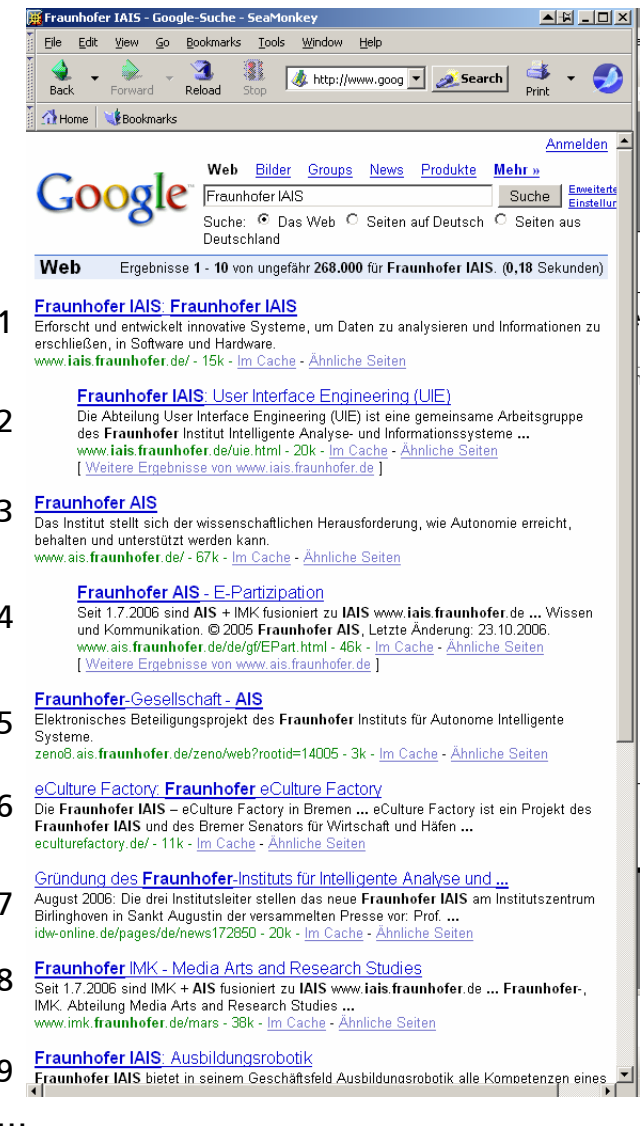 Fraunhofer IAIS - Google-Suche - SeaMonkey
File Edit View Go Bookmarks Tools Window Help
http://www.goog Search
Back Forward Reload Stop Print
Home Bookmarks
Anmelden
Web Bilder Groups News Produkte Mehr »
Google
Fraunhofer IAIS Suche Erweiterte
Einstellun
Suche: Das Web Seiten auf Deutsch Seiten aus
Deutschland
Web Ergebnisse 1 - 10 von ungefähr 268.000 für Fraunhofer IAIS. (0,18 Sekunden)
1 Fraunhofer IAIS: Fraunhofer IAIS
Erforscht und entwickelt innovative Systeme, um Daten zu analysieren und Informationen zu
erschließen, in Software und Hardware.
www.iais.fraunhofer.de/ - 15k - Im Cache - Ähnliche Seiten
2 Fraunhofer IAIS: User Interface Engineering (UIE)
Die Abteilung User Interface Engineering (UIE) ist eine gemeinsame Arbeitsgruppe
des Fraunhofer Institut Intelligente Analyse- und Informationssysteme ...
www.iais.fraunhofer.de/uie.html - 20k - Im Cache - Ähnliche Seiten
[ Weitere Ergebnisse von www.iais.fraunhofer.de ]
3 Fraunhofer AIS
Das Institut stellt sich der wissenschaftlichen Herausforderung, wie Autonomie erreicht,
behalten und unterstützt werden kann.
www.ais.fraunhofer.de/ - 67k - Im Cache - Ähnliche Seiten
4 Fraunhofer AIS - E-Partizipation
Seit 1.7.2006 sind AIS + IMK fusioniert zu IAIS www.iais.fraunhofer.de ... Wissen
und Kommunikation. © 2005 Fraunhofer AIS, Letzte Änderung: 23.10.2006.
www.ais.fraunhofer.de/de/gf/EPart.html - 46k - Im Cache - Ähnliche Seiten
[ Weitere Ergebnisse von www.ais.fraunhofer.de ]
5 Fraunhofer-Gesellschaft - AIS
Elektronisches Beteiligungsprojekt des Fraunhofer Instituts für Autonome Intelligente
Systeme.
zeno8.ais.fraunhofer.de/zeno/web?rootid=14005 - 3k - Im Cache - Ähnliche Seiten
6 eCulture Factory: Fraunhofer eCulture Factory
Die Fraunhofer IAIS – eCulture Factory in Bremen ... eCulture Factory ist ein Projekt des
Fraunhofer IAIS und des Bremer Senators für Wirtschaft und Häfen ...
eculturefactory.de/ - 11k - Im Cache - Ähnliche Seiten
7 Gründung des Fraunhofer-Instituts für Intelligente Analyse und ...
August 2006: Die drei Institutsleiter stellen das neue Fraunhofer IAIS am Institutszentrum
Birlinghoven in Sankt Augustin der versammelten Presse vor: Prof. ...
idw-online.de/pages/de/news172850 - 20k - Im Cache - Ähnliche Seiten
8 Fraunhofer IMK - Media Arts and Research Studies
Seit 1.7.2006 sind IMK + AIS fusioniert zu IAIS www.iais.fraunhofer.de ... Fraunhofer-,
IMK. Abteilung Media Arts and Research Studies ...
www.imk.fraunhofer.de/mars - 38k - Im Cache - Ähnliche Seiten
9 Fraunhofer IAIS: Ausbildungsrobotik
Fraunhofer IAIS bietet in seinem Geschäftsfeld Ausbildungsrobotik alle Kompetenzen eines
...